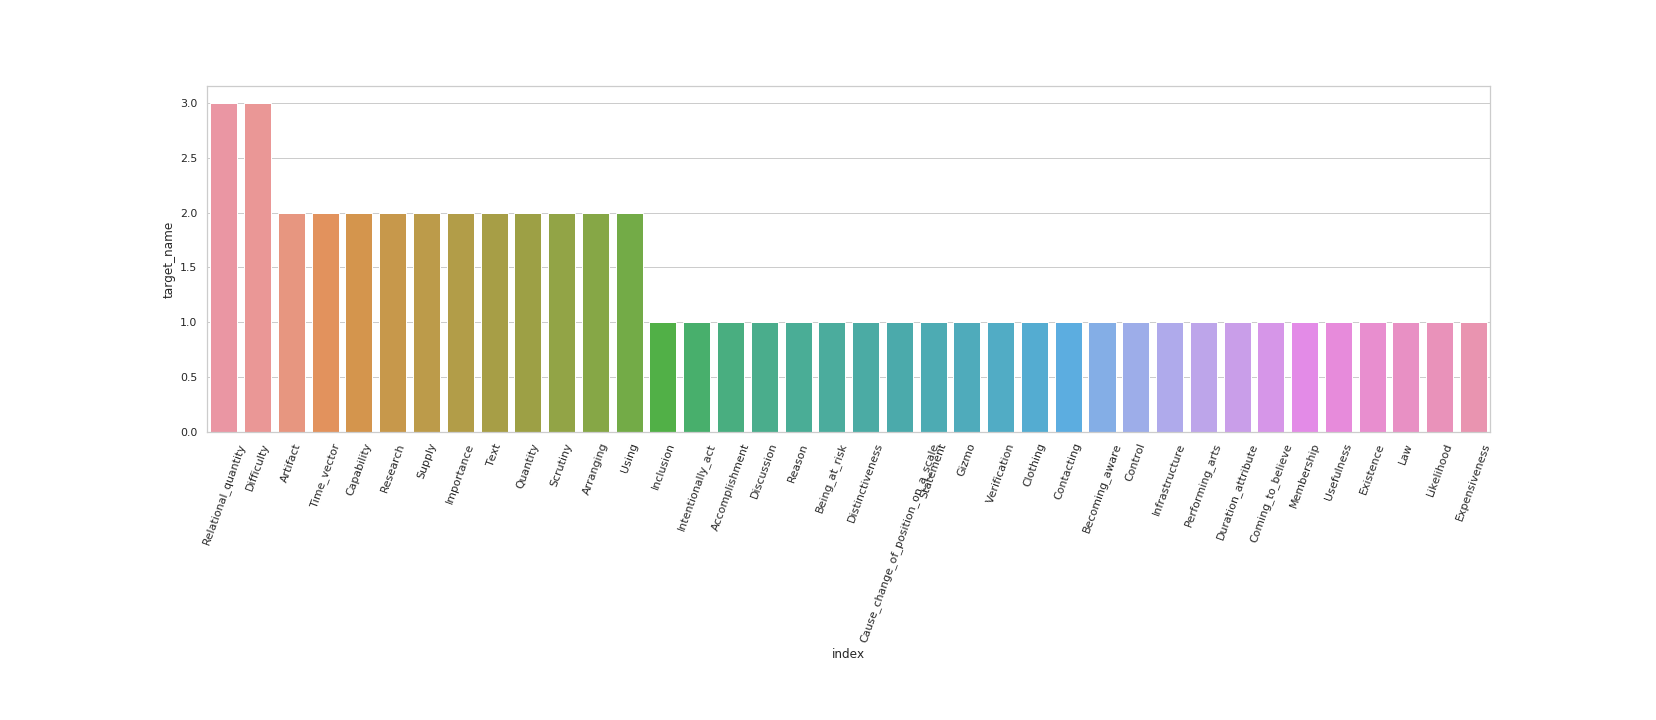 3.0
2.5
2.0
1.5
1.0
0.5
0.0
target_name
Relational_quantity
Difficulty
Artifact
Time_vector
Capability
Research
Supply
Importance
Text
Quantity
Scrutiny
Arranging
Using
Inclusion
Intentionally_act
Accomplishment
Discussion
Reason
Being_at_risk
Distinctiveness
Cause_change_of_position_on_a_scale
Statement
Gizmo
Verification
Clothing
Contacting
Becoming_aware
Control
Infrastructure
Performing_arts
Duration_attribute
Coming_to_believe
Membership
Usefulness
Existence
Law
Likelihood
Expensiveness
index